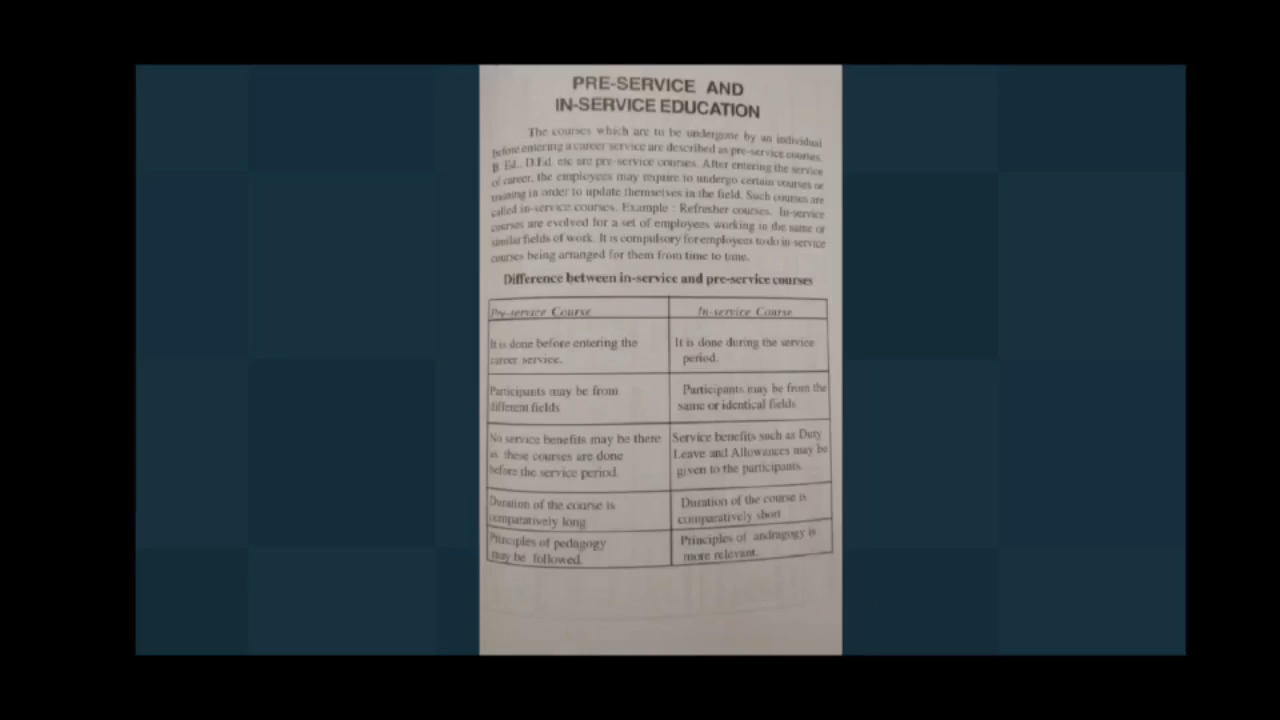 PRE-SERVICE AND
IN-SERVICE EDUCATION
The courses which are to be undergone by an individual
before entering a career service are described as pre-service courses.
B. Ed., D.Ed. etc are pre-service courses. After entering the service
of career, the employees may require to undergo certain courses or
training in order to update themselves in the field. Such courses are
called in-service courses. Example : Refresher courses. In-service
courses are evolved for a set of employees working in the same or
similar fields of work. It is compulsory for employees to do in-service
courses being arranged for them from time to time.
Difference between in-service and pre-service courses
Pre-service Course
In-service Course
It is done before entering the
career service.
It is done during the service
period.
Participants may be from
different fields
Participants may be from the
same or identical fields
No service benefits may be there
as these courses are done
before the service period.
Service benefits such as Duty
Leave and Allowances may be
given to the participants.
Duration of the course is
comparatively long
Duration of the course is
comparatively short
Principles of pedagogy
may be followed.
Principles of andragogy is
more relevant.